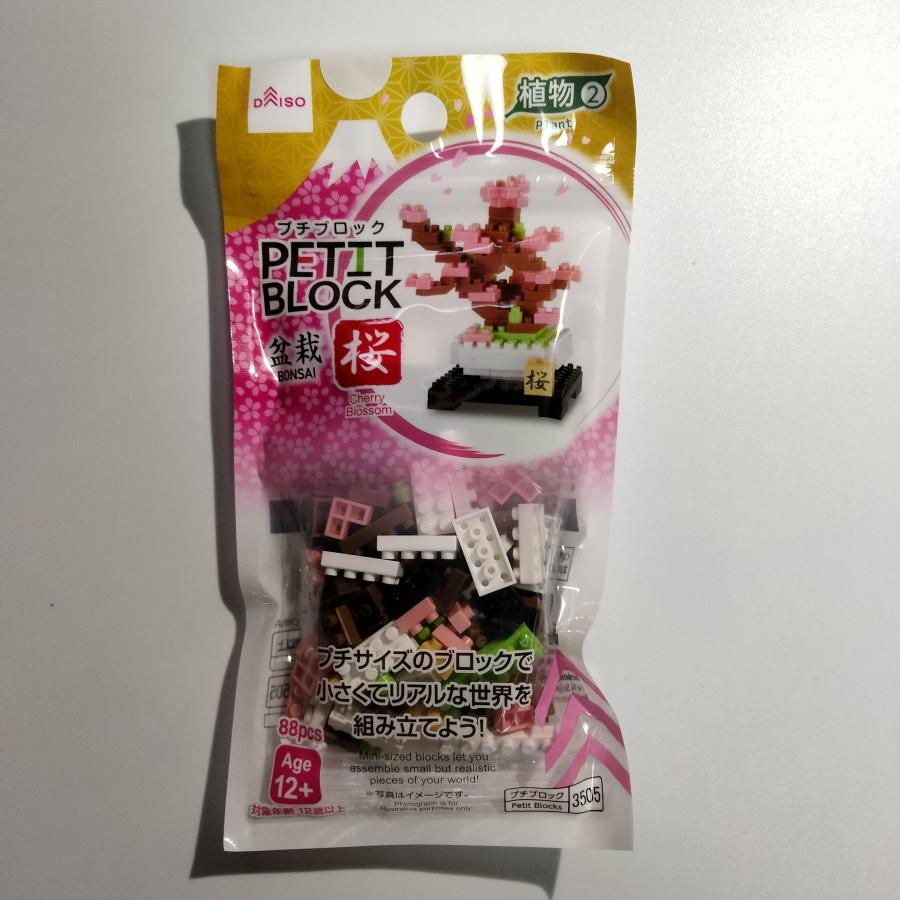 DAISO
植物②
Plant
プチブロック
PETIT
BLOCK
盆栽
BONSAI
桜
Cherry
Blossom
桜
プチサイズのブロックで
小さくてリアルな世界を
組み立てよう!
88pcs
Mini-sized blocks let you
assemble small but realistic
pieces of your world!
Age
12+
対象年齢 12歳以上
※写真はイメージです。
Photograph is for
illustrative purposes only.
プチブロック
Petit Blocks
3505